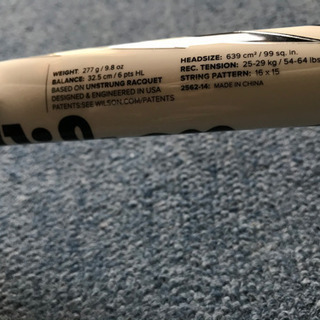 WEIGHT: 277 g / 9.8 oz
BALANCE: 32.5 cm / 6 pts HL
BASED ON UNSTRUNG RACQUET
DESIGNED & ENGINEERED IN USA
PATENTS: SEE WILSON.COM/PATENTS
HEADSIZE: 639 cm² / 99 sq. in.
REC. TENSION: 25-29 kg / 54-64 lbs
STRING PATTERN: 16 x 15
2562-14: MADE IN CHINA